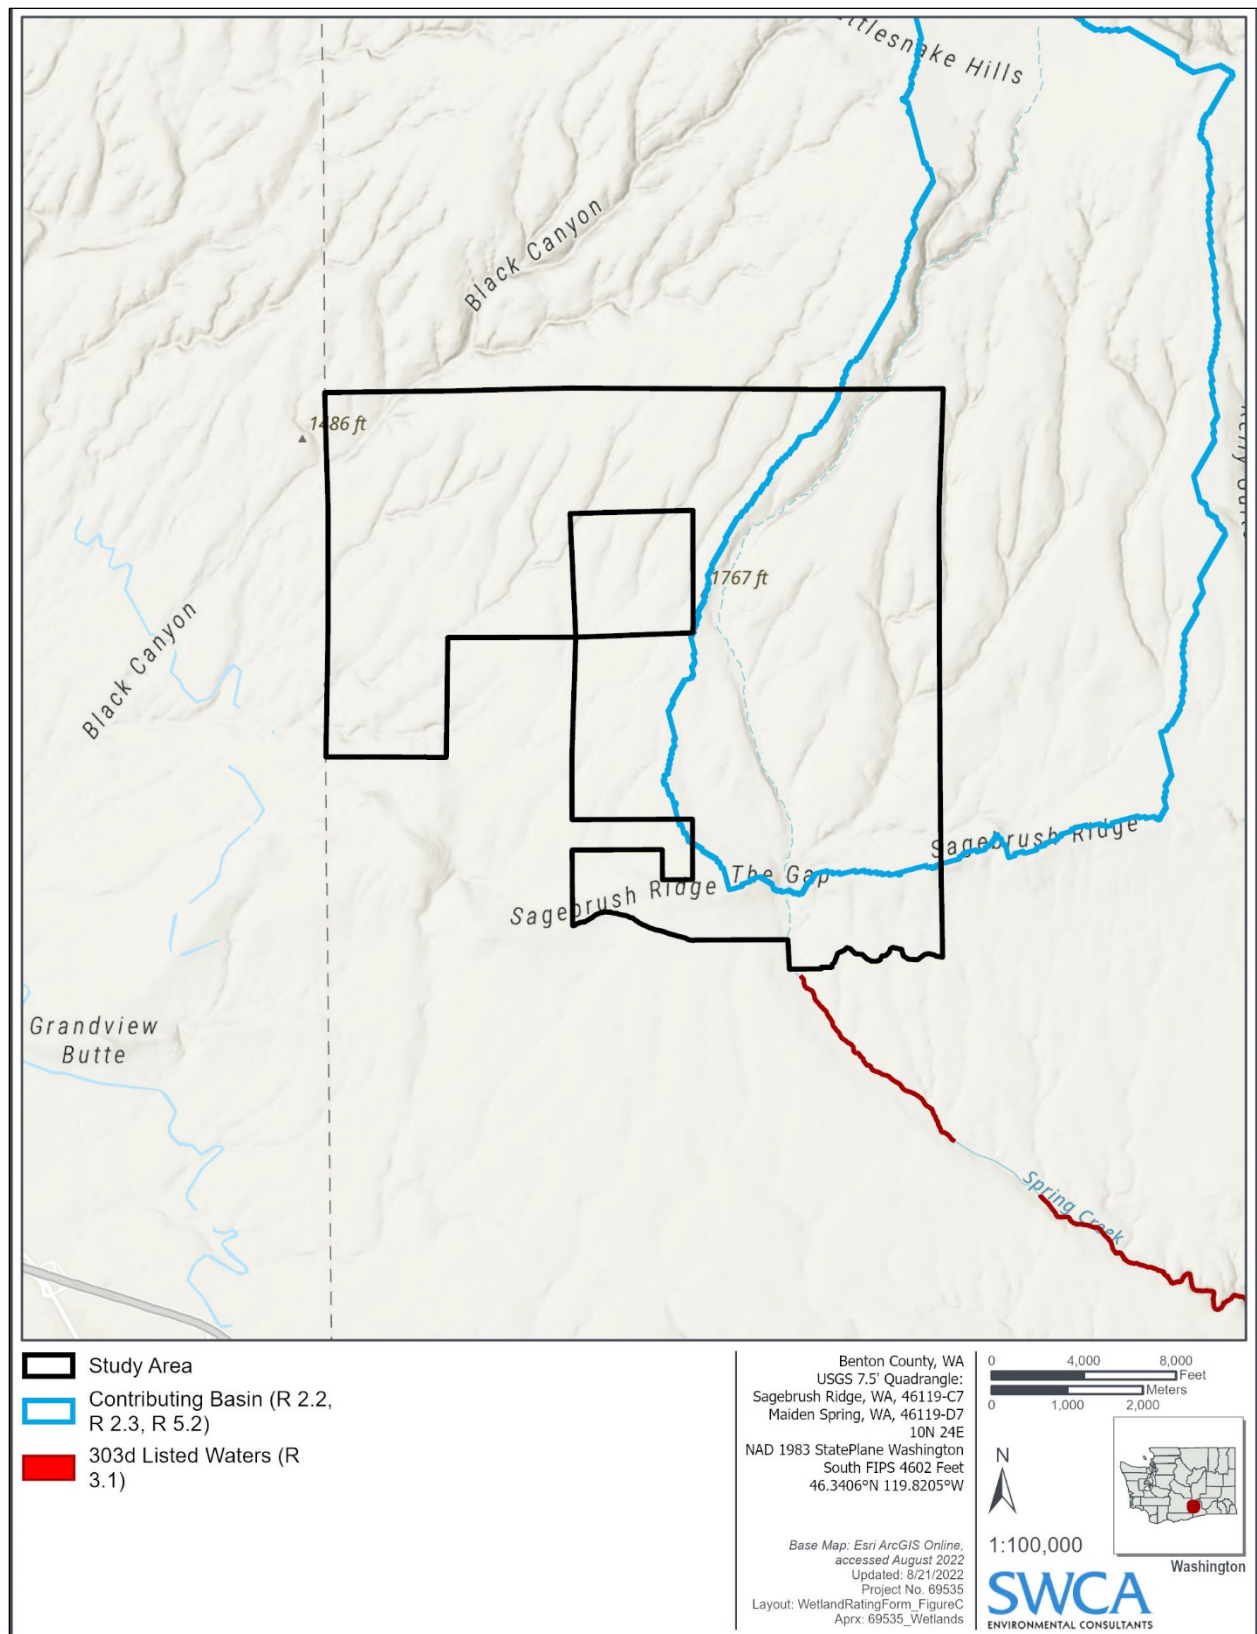 Hills
Black Canyon
1486 ft
1767 ft
Black Canyon
Sagebrush Ridge
The Gap
Sagebrush Ridge
Grandview
Butte
Spring Creek
Study Area
Contributing Basin (R 2.2,
R 2.3, R 5.2)
303d Listed Waters (R
3.1)
Benton County, WA
USGS 7.5' Quadrangle:
Sagebrush Ridge, WA, 46119-C7
Maiden Spring, WA, 46119-D7
10N 24E
NAD 1983 StatePlane Washington
South FIPS 4602 Feet
46.3406°N 119.8205°W
Base Map: Esri ArcGIS Online,
accessed August 2022
Updated: 8/21/2022
Project No. 69535
Layout: WetlandRatingForm_FigureC
Aprx: 69535_Wetlands
0 4,000 8,000
Feet
Meters
0 1,000 2,000
N
1:100,000
Washington
SWCA
ENVIRONMENTAL CONSULTANTS